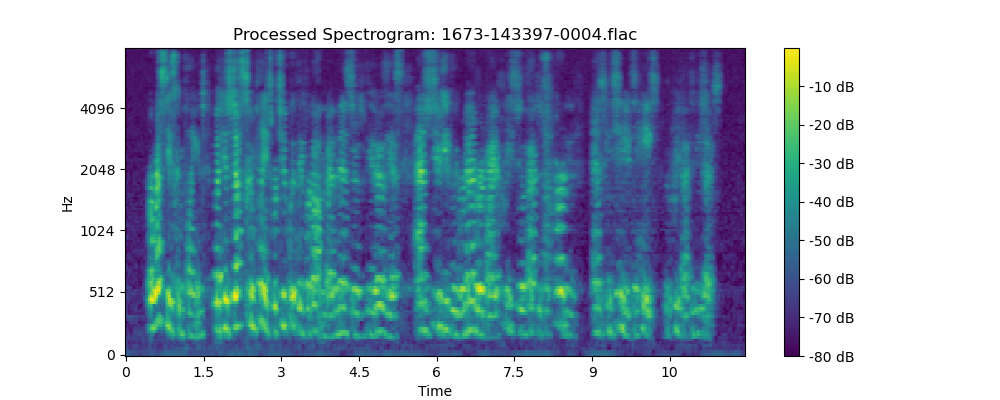 Processed Spectrogram: 1673-143397-0004.flac
Hz
4096
2048
1024
512
0
0 1.5 3 4.5 6 7.5 9 10
Time
-10 dB
-20 dB
-30 dB
-40 dB
-50 dB
-60 dB
-70 dB
-80 dB